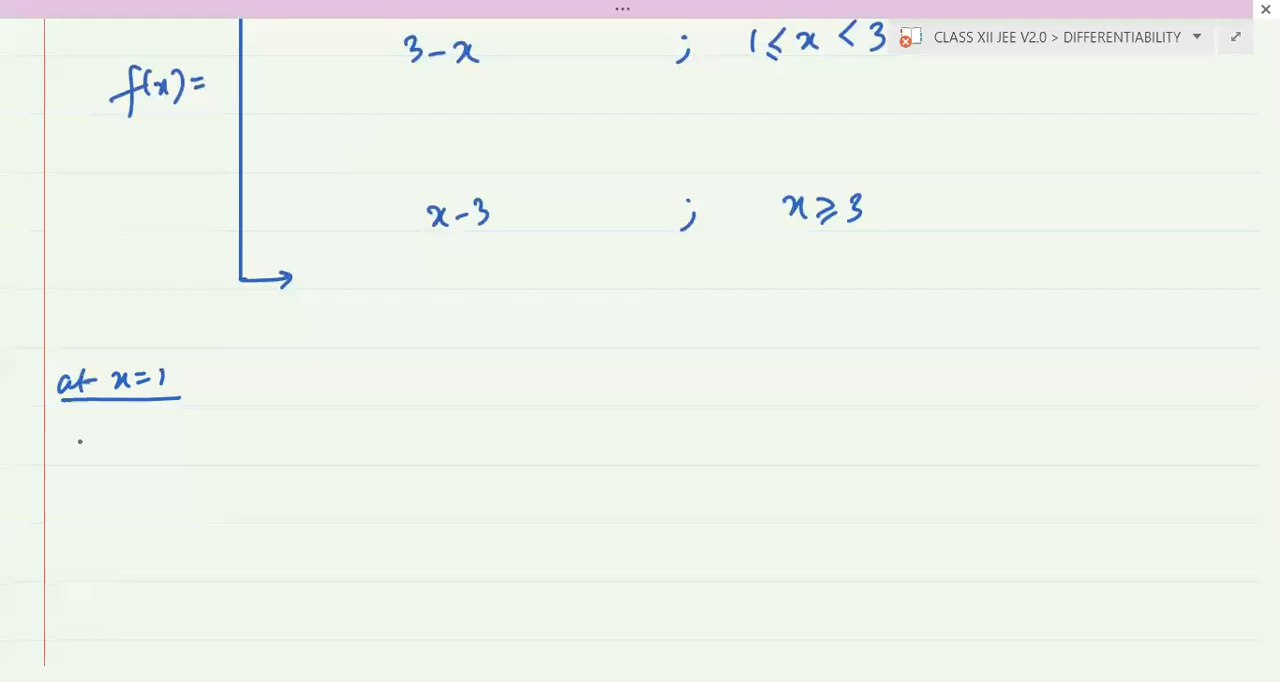 ...
CLASS XII JEE V2.0 > DIFFERENTIABILITY
3-x ; 1 ≤ x < 3
f(x)=
x-3 ; x ≥ 3
at x=1